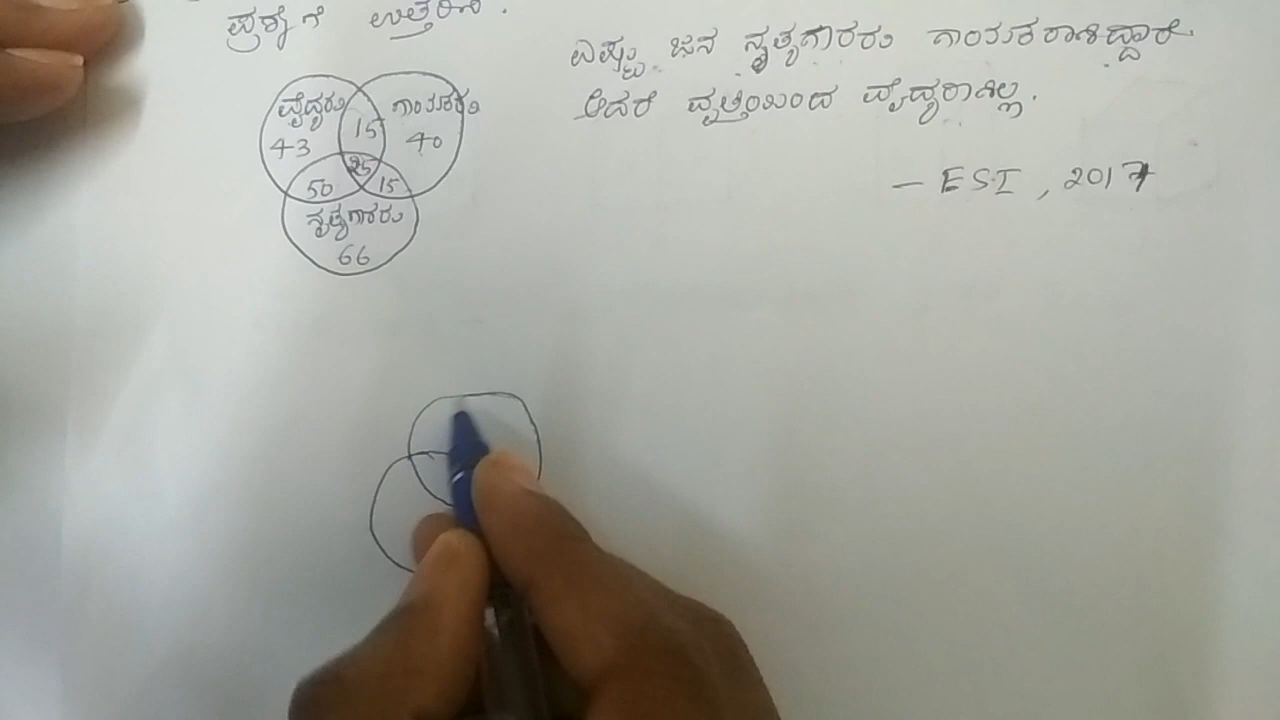 ಪ್ರಶ್ನೆಗೆ ಉತ್ತರಿಸಿ.
ಎಷ್ಟು ಜನ ನೃತ್ಯಗಾರರು ಗಾಯಕರಾಗಿದ್ದಾರೆ
ಆದರೆ ವೃತ್ತಿಯಿಂದ ವೈದ್ಯರಾಗಿಲ್ಲ.
- ESI, 2017
ವೈದ್ಯರು
ಗಾಯಕರು
43
15
40
25
50
15
ನೃತ್ಯಗಾರರು
66